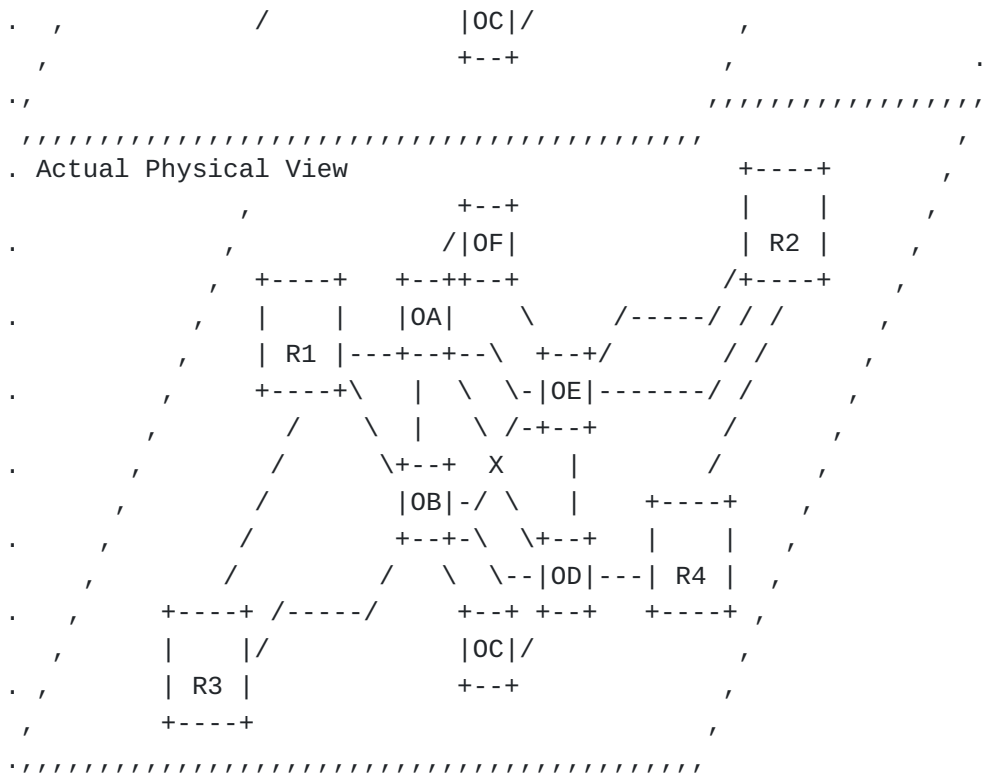 .  ,            /            |OC|/             ,
  ,                          +--+             ,               .
.,                                           ,,,,,,,,,,,,,,,,,,
 ,,,,,,,,,,,,,,,,,,,,,,,,,,,,,,,,,,,,,,,,,,,,                ,
. Actual Physical View                         +----+       ,
               ,             +--+              |    |      ,
.             ,             /|OF|              | R2 |     ,
             ,  +----+   +--++--+             /+----+    ,
.           ,   |    |   |OA|    \     /-----/ / /      ,
           ,    | R1 |---+--+--\  +--+/       / /      ,
.         ,     +----+\   |  \  \-|OE|-------/ /      ,
         ,        /    \  |   \ /-+--+        /      ,
.       ,        /      \+--+  X    |        /      ,
       ,        /        |OB|-/ \   |    +----+    ,
.     ,        /         +--+-\  \+--+   |    |   ,
     ,        /         /   \  \--|OD|---| R4 |  ,
.   ,     +----+ /-----/     +--+ +--+   +----+ ,
   ,      |    |/            |OC|/             ,
. ,       | R3 |             +--+             ,
 ,        +----+                             ,
.,,,,,,,,,,,,,,,,,,,,,,,,,,,,,,,,,,,,,,,,,,,,